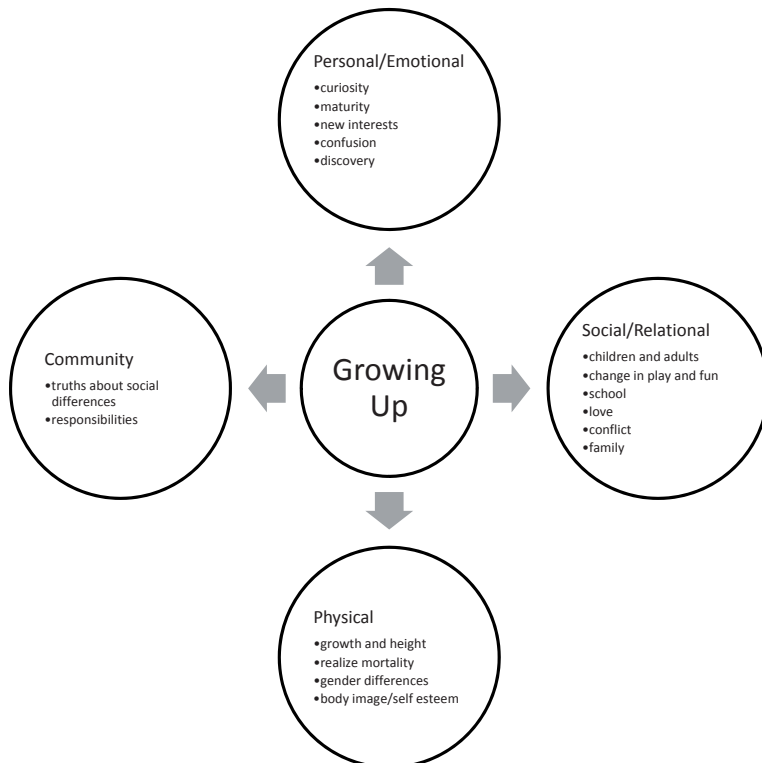 Personal/Emotional
•curiosity
•maturity
•new interests
•confusion
•discovery
Community
•truths about social
differences
•responsibilities
Growing
Up
Social/Relational
•children and adults
•change in play and fun
•school
•love
•conflict
•family
Physical
•growth and height
•realize mortality
•gender differences
•body image/self esteem